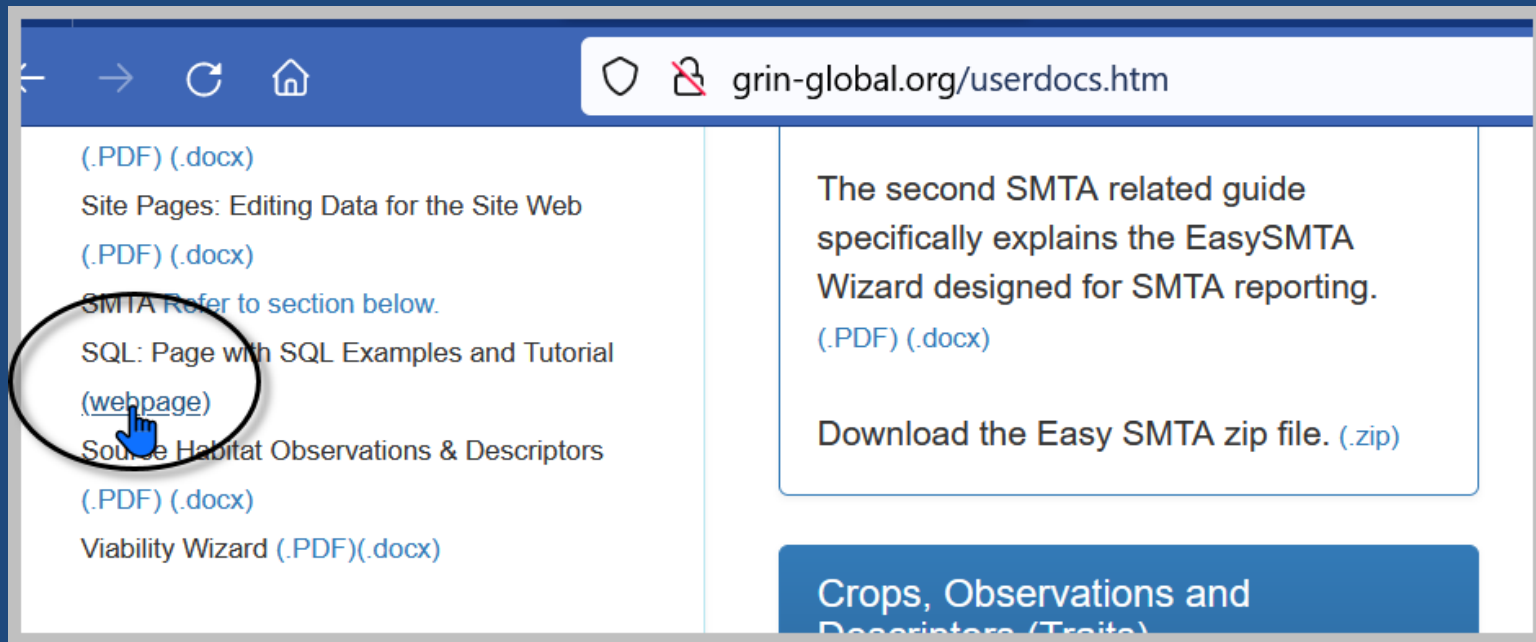 grin-global.org/userdocs.htm
(.PDF) (.docx)
Site Pages: Editing Data for the Site Web
(.PDF) (.docx)
SMTA Refer to section below.
SQL: Page with SQL Examples and Tutorial
(webpage)
Source Habitat Observations & Descriptors
(.PDF) (.docx)
Viability Wizard (.PDF)(.docx)
The second SMTA related guide
specifically explains the EasySMTA
Wizard designed for SMTA reporting.
(.PDF) (.docx)
Download the Easy SMTA zip file. (.zip)
Crops, Observations and
Descriptors (Traits)